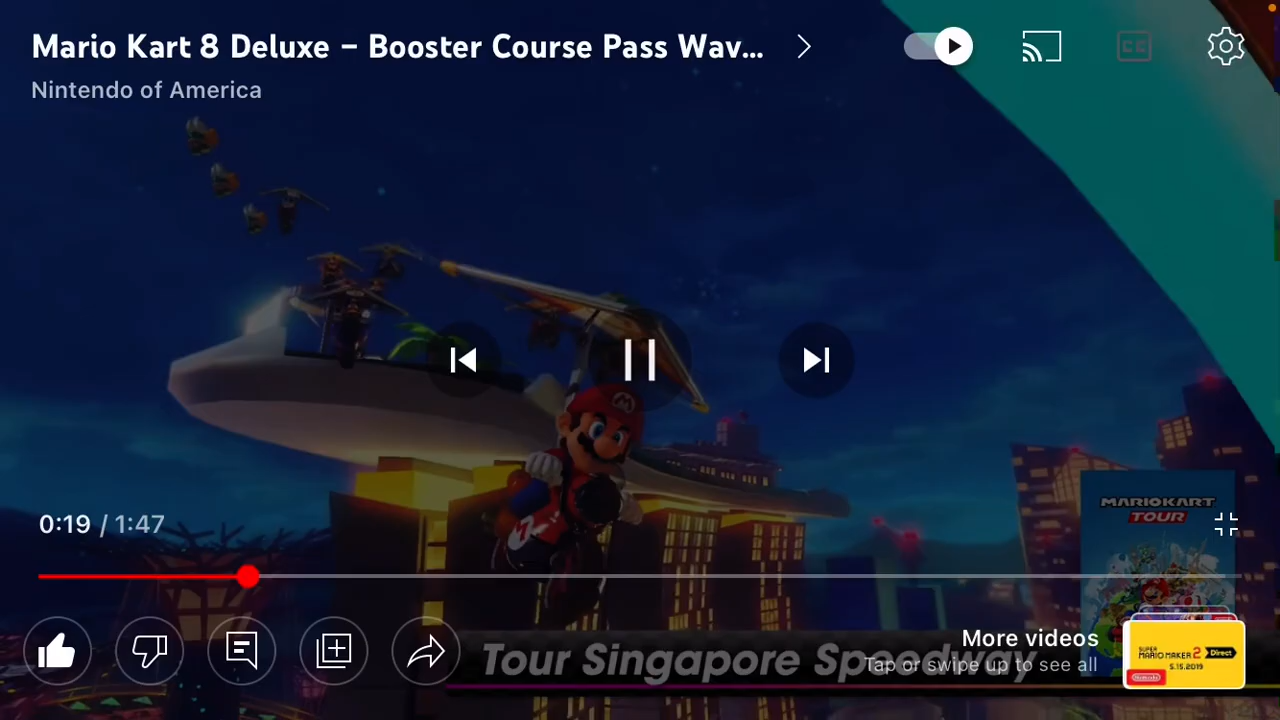 Mario Kart 8 Deluxe – Booster Course Pass Wav...
Nintendo of America
CC
M
0:19 / 1:47
MARIOKART
TOUR
More videos
Tap or swipe up to see all
Tour Singapore Speedway
SUPER
MARIO MAKER 2 Direct
5.15.2019
Nintendo